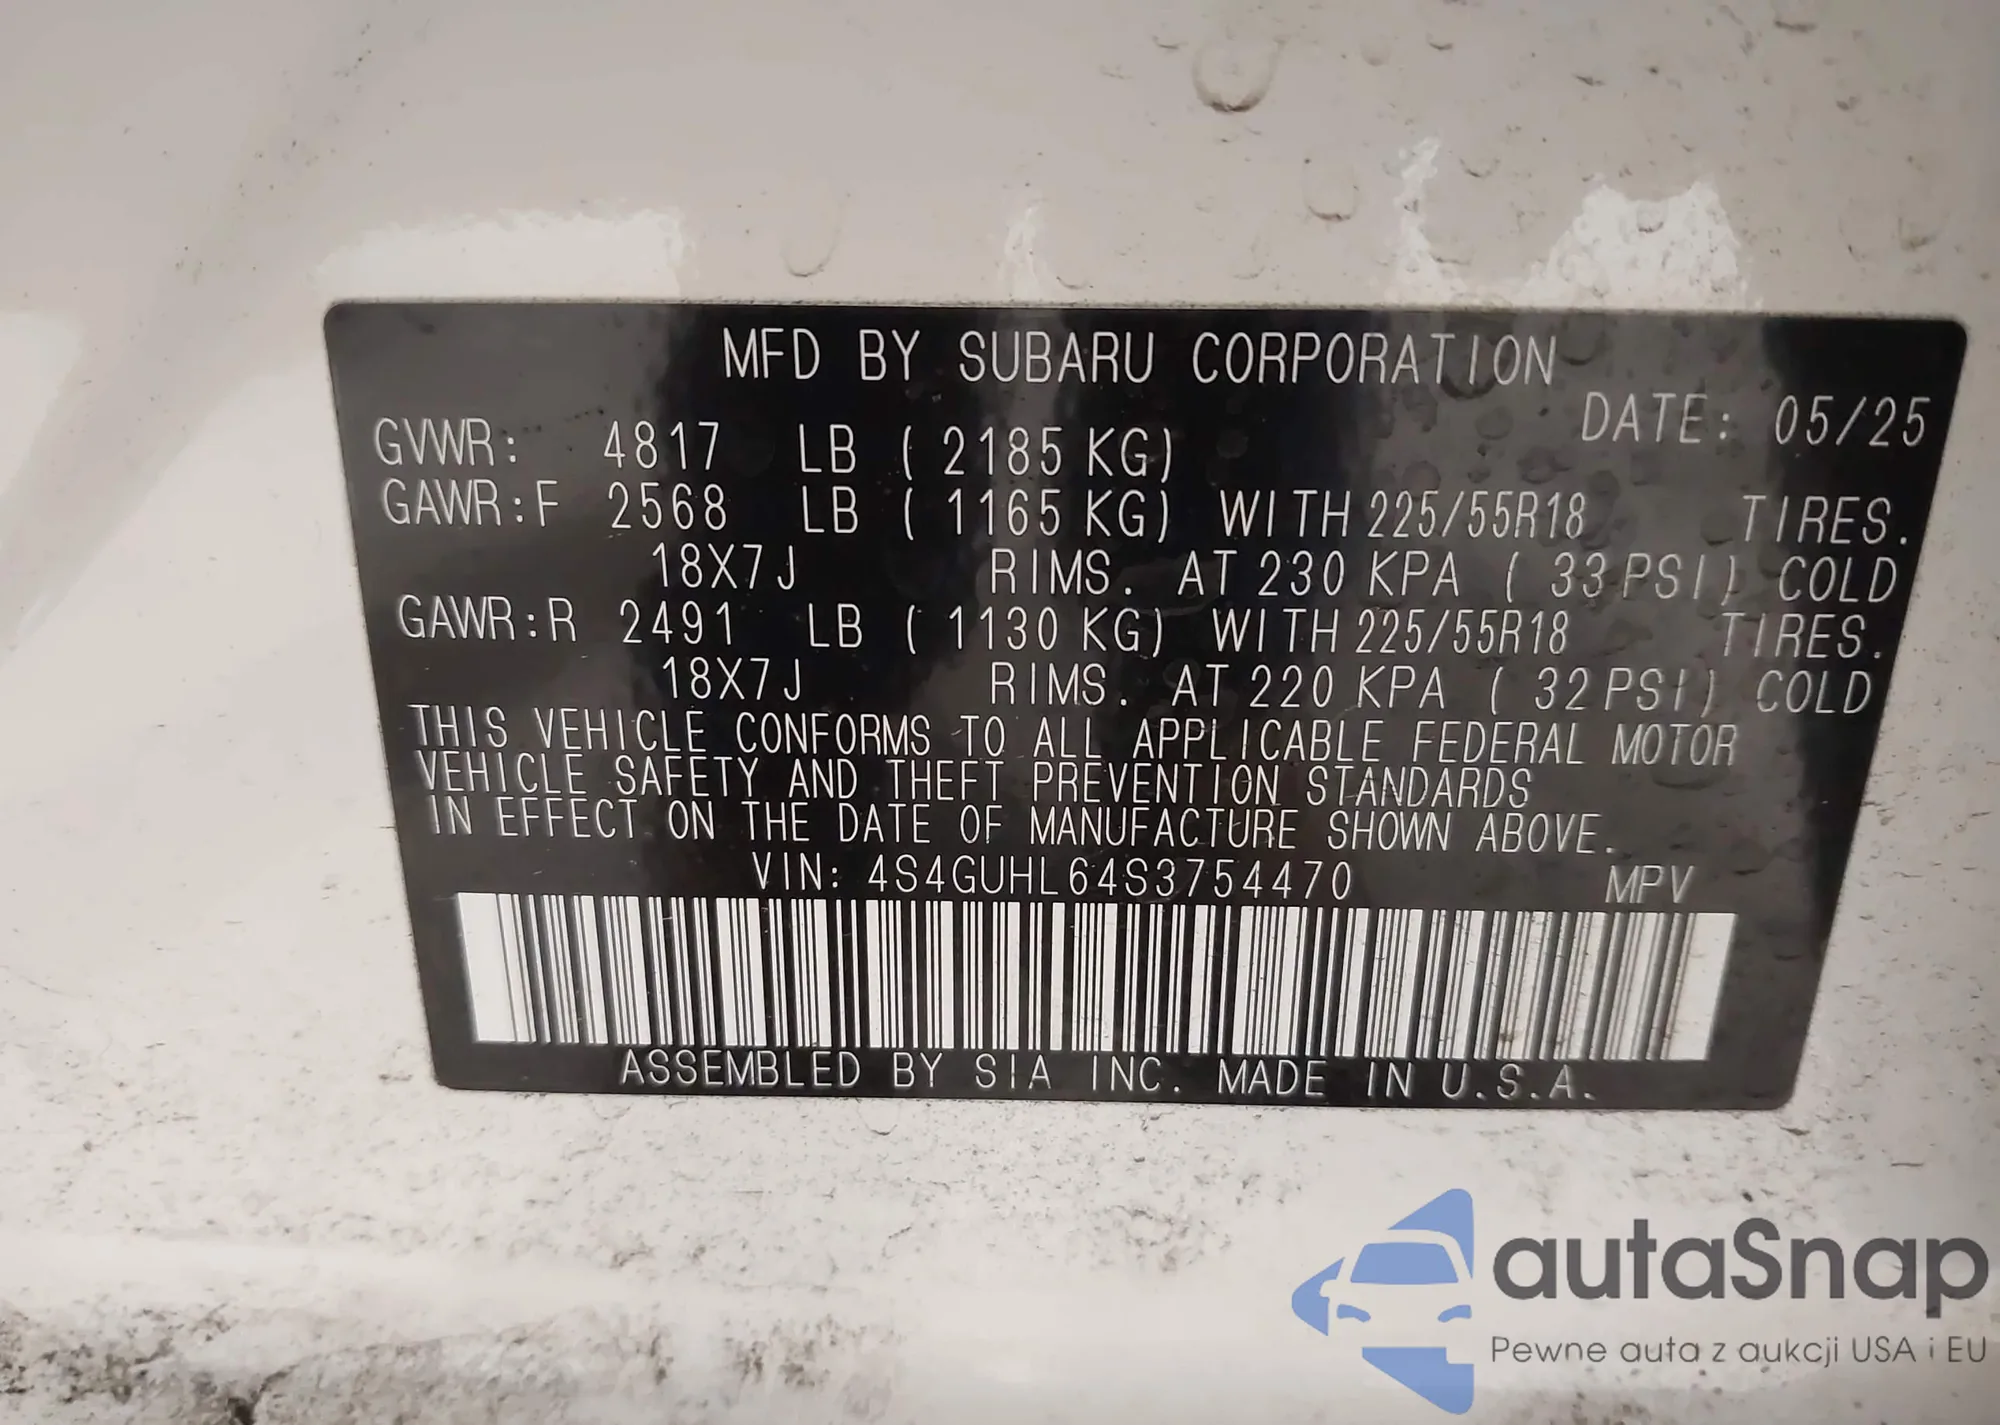 MFD BY SUBARU CORPORATION
DATE: 05/25
GVWR: 4817 LB ( 2185 KG)
GAWR:F 2568 LB ( 1165 KG) WITH 225/55R18 TIRES.
18X7J RIMS. AT 230 KPA ( 33PSI) COLD
GAWR:R 2491 LB ( 1130 KG) WITH 225/55R18 TIRES.
18X7J RIMS. AT 220 KPA ( 32PSI) COLD
THIS VEHICLE CONFORMS TO ALL APPLICABLE FEDERAL MOTOR
VEHICLE SAFETY AND THEFT PREVENTION STANDARDS
IN EFFECT ON THE DATE OF MANUFACTURE SHOWN ABOVE.
VIN: 4S4GUHL64S3754470 MPV
ASSEMBLED BY SIA INC. MADE IN U.S.A.
autaSnap
Pewne auta z aukcji USA i EU